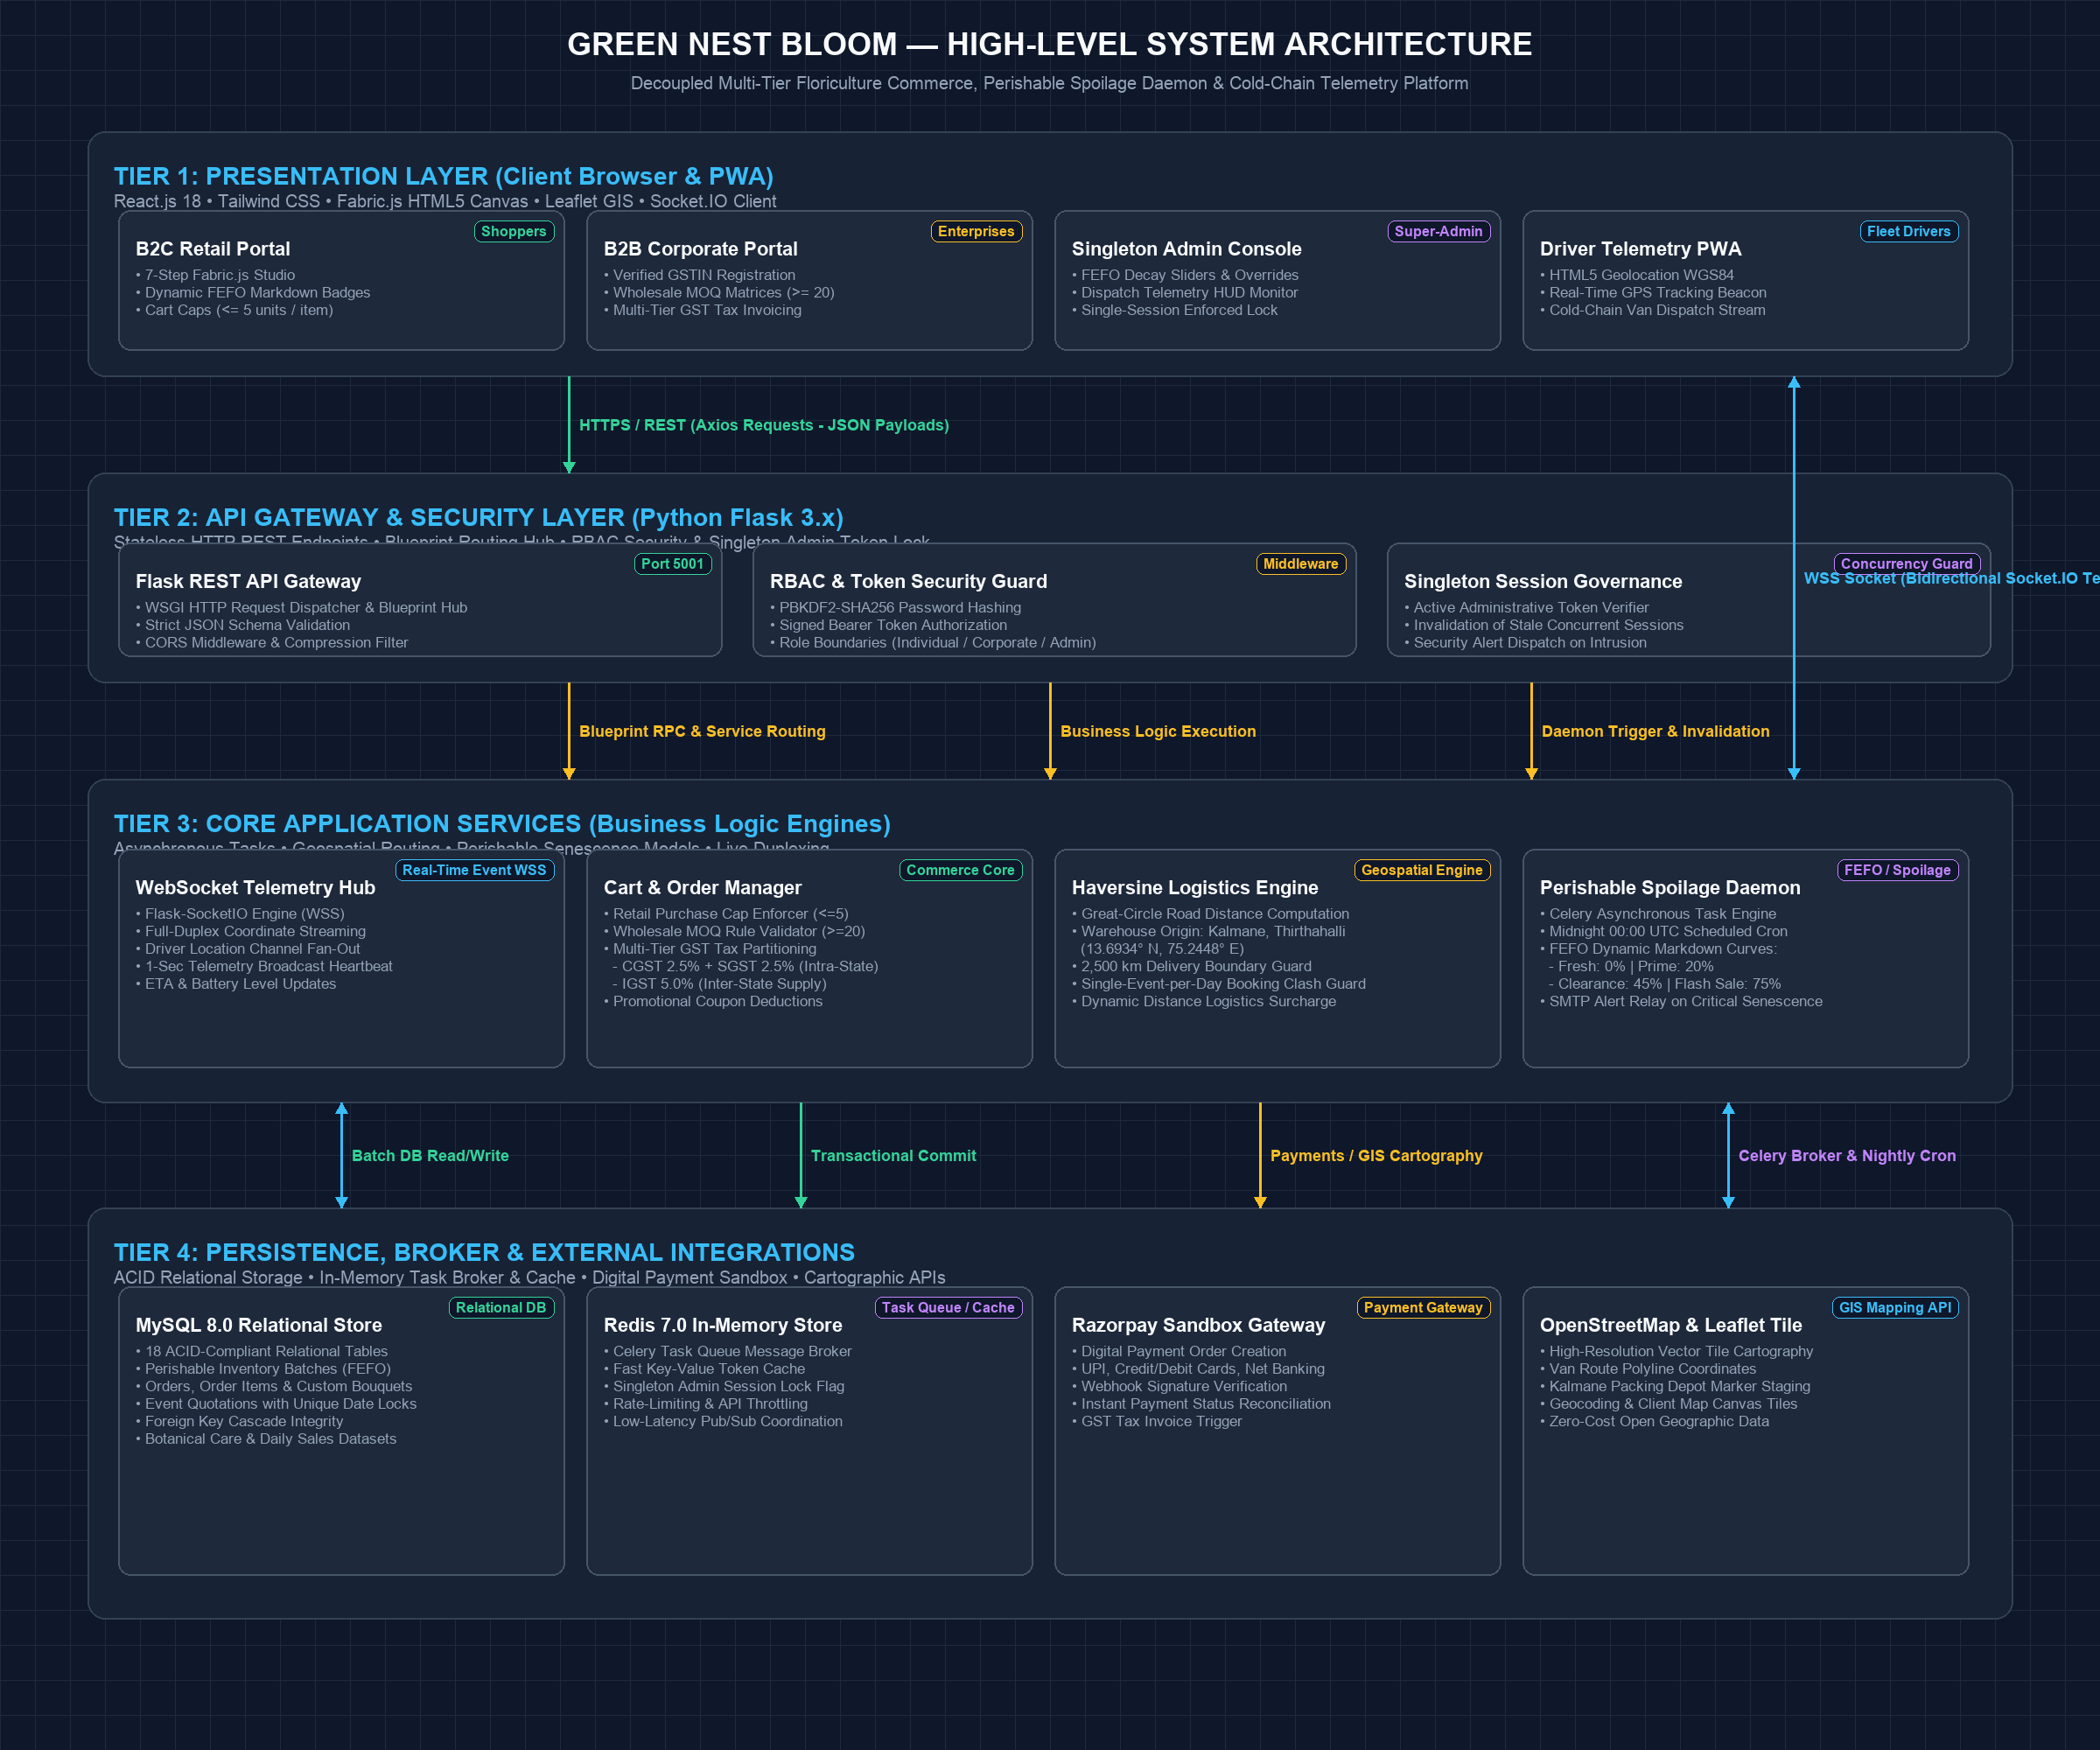 GREEN NEST BLOOM — HIGH-LEVEL SYSTEM ARCHITECTURE
Decoupled Multi-Tier Floriculture Commerce, Perishable Spoilage Daemon & Cold-Chain Telemetry Platform
TIER 1: PRESENTATION LAYER (Client Browser & PWA)
React.js 18 • Tailwind CSS • Fabric.js HTML5 Canvas • Leaflet GIS • Socket.IO Client
Shoppers
B2C Retail Portal
• 7-Step Fabric.js Studio
• Dynamic FEFO Markdown Badges
• Cart Caps (<= 5 units / item)
Enterprises
B2B Corporate Portal
• Verified GSTIN Registration
• Wholesale MOQ Matrices (>= 20)
• Multi-Tier GST Tax Invoicing
Super-Admin
Singleton Admin Console
• FEFO Decay Sliders & Overrides
• Dispatch Telemetry HUD Monitor
• Single-Session Enforced Lock
Fleet Drivers
Driver Telemetry PWA
• HTML5 Geolocation WGS84
• Real-Time GPS Tracking Beacon
• Cold-Chain Van Dispatch Stream
HTTPS / REST (Axios Requests - JSON Payloads)
TIER 2: API GATEWAY & SECURITY LAYER (Python Flask 3.x)
Stateless HTTP REST Endpoints • Blueprint Routing Hub • RBAC Security & Singleton Admin Token Lock
Port 5001
Flask REST API Gateway
• WSGI HTTP Request Dispatcher & Blueprint Hub
• Strict JSON Schema Validation
• CORS Middleware & Compression Filter
Middleware
RBAC & Token Security Guard
• PBKDF2-SHA256 Password Hashing
• Signed Bearer Token Authorization
• Role Boundaries (Individual / Corporate / Admin)
Concurrency Guard
Singleton Session Governance
• Active Administrative Token Verifier
• Invalidation of Stale Concurrent Sessions
• Security Alert Dispatch on Intrusion
WSS Socket (Bidirectional Socket.IO
Blueprint RPC & Service Routing
Business Logic Execution
Daemon Trigger & Invalidation
TIER 3: CORE APPLICATION SERVICES (Business Logic Engines)
Asynchronous Tasks • Geospatial Routing • Perishable Senescence Models • Live Duplexing
Real-Time Event WSS
WebSocket Telemetry Hub
• Flask-SocketIO Engine (WSS)
• Full-Duplex Coordinate Streaming
• Driver Location Channel Fan-Out
• 1-Sec Telemetry Broadcast Heartbeat
• ETA & Battery Level Updates
Commerce Core
Cart & Order Manager
• Retail Purchase Cap Enforcer (<=5)
• Wholesale MOQ Rule Validator (>=20)
• Multi-Tier GST Tax Partitioning
- CGST 2.5% + SGST 2.5% (Intra-State)
- IGST 5.0% (Inter-State Supply)
• Promotional Coupon Deductions
Geospatial Engine
Haversine Logistics Engine
• Great-Circle Road Distance Computation
• Warehouse Origin: Kalmane, Thirthahalli
(13.6934° N, 75.2448° E)
• 2,500 km Delivery Boundary Guard
• Single-Event-per-Day Booking Clash Guard
• Dynamic Distance Logistics Surcharge
FEFO / Spoilage
Perishable Spoilage Daemon
• Celery Asynchronous Task Engine
• Midnight 00:00 UTC Scheduled Cron
• FEFO Dynamic Markdown Curves:
- Fresh: 0% | Prime: 20%
- Clearance: 45% | Flash Sale: 75%
• SMTP Alert Relay on Critical Senescence
Batch DB Read/Write
Transactional Commit
Payments / GIS Cartography
Celery Broker & Nightly Cron
TIER 4: PERSISTENCE, BROKER & EXTERNAL INTEGRATIONS
ACID Relational Storage • In-Memory Task Broker & Cache • Digital Payment Sandbox • Cartographic APIs
Relational DB
MySQL 8.0 Relational Store
• 18 ACID-Compliant Relational Tables
• Perishable Inventory Batches (FEFO)
• Orders, Order Items & Custom Bouquets
• Event Quotations with Unique Date Locks
• Foreign Key Cascade Integrity
• Botanical Care & Daily Sales Datasets
Task Queue / Cache
Redis 7.0 In-Memory Store
• Celery Task Queue Message Broker
• Fast Key-Value Token Cache
• Singleton Admin Session Lock Flag
• Rate-Limiting & API Throttling
• Low-Latency Pub/Sub Coordination
Payment Gateway
Razorpay Sandbox Gateway
• Digital Payment Order Creation
• UPI, Credit/Debit Cards, Net Banking
• Webhook Signature Verification
• Instant Payment Status Reconciliation
• GST Tax Invoice Trigger
GIS Mapping API
OpenStreetMap & Leaflet Tile
• High-Resolution Vector Tile Cartography
• Van Route Polyline Coordinates
• Kalmane Packing Depot Marker Staging
• Geocoding & Client Map Canvas Tiles
• Zero-Cost Open Geographic Data